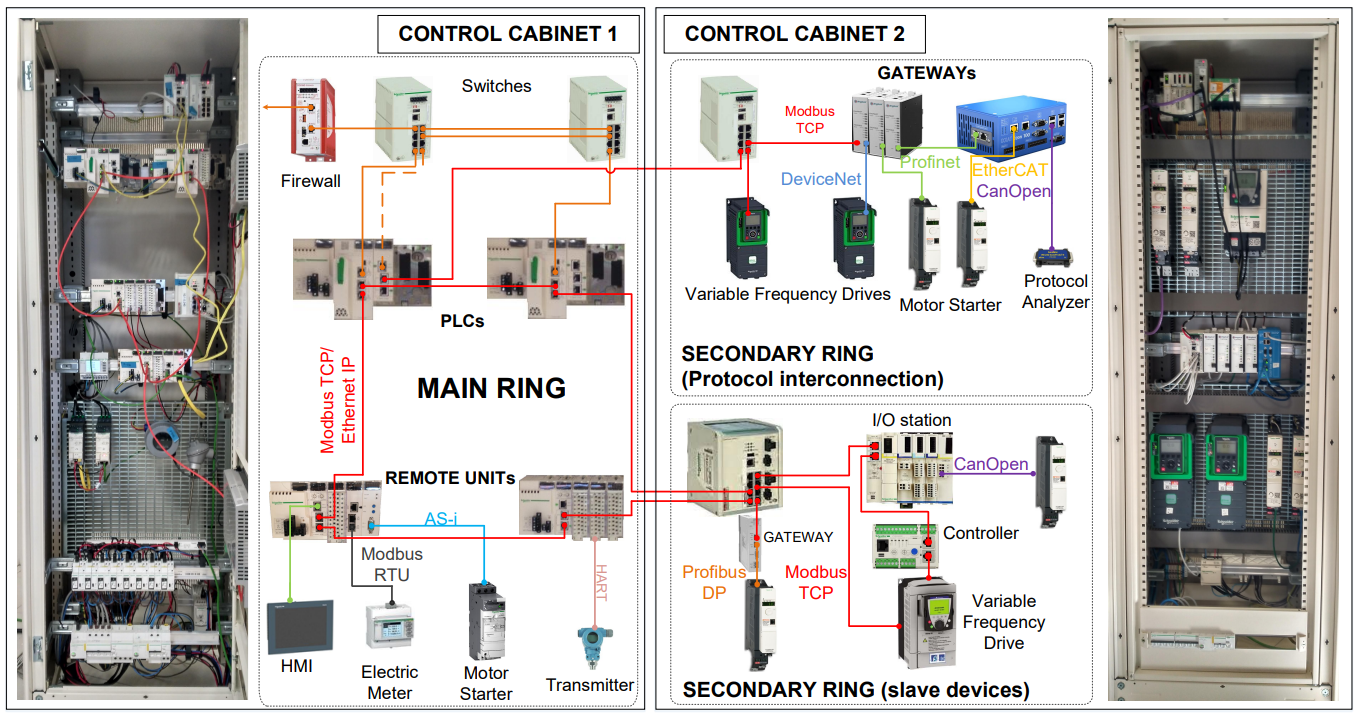 CONTROL CABINET 1
Switches
Firewall
PLCs
Modbus TCP/
Ethernet IP
MAIN RING
REMOTE UNITs
AS-i
Modbus
RTU
HART
HMI
Electric
Meter
Motor
Starter
Transmitter
CONTROL CABINET 2
GATEWAYs
Modbus
TCP
Profinet
DeviceNet
EtherCAT
CanOpen
Variable Frequency Drives
Motor Starter
Protocol
Analyzer
SECONDARY RING
(Protocol interconnection)
I/O station
CanOpen
Controller
GATEWAY
Profibus
DP
Modbus
TCP
Variable
Frequency
Drive
SECONDARY RING (slave devices)